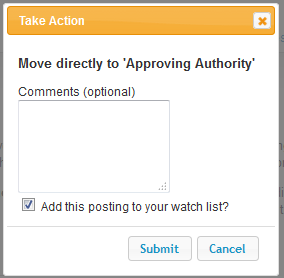 Take Action
Move directly to 'Approving Authority'
Comments (optional)
Add this posting to your watch list?
Submit Cancel